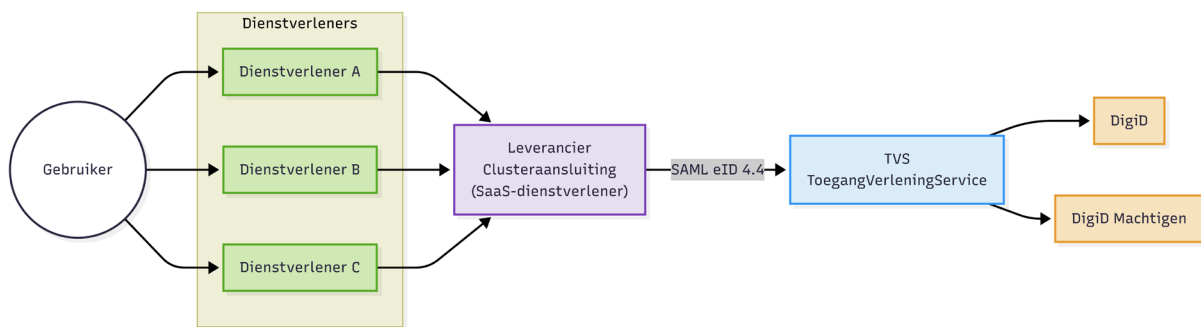 Dienstverleners
Gebruiker
Dienstverlener A
Dienstverlener B
Dienstverlener C
Leverancier
Clusteraansluiting
(SaaS-dienstverlener)
SAML eID 4.4
TVS
ToegangVerleningService
DigiD
DigiD Machtigen